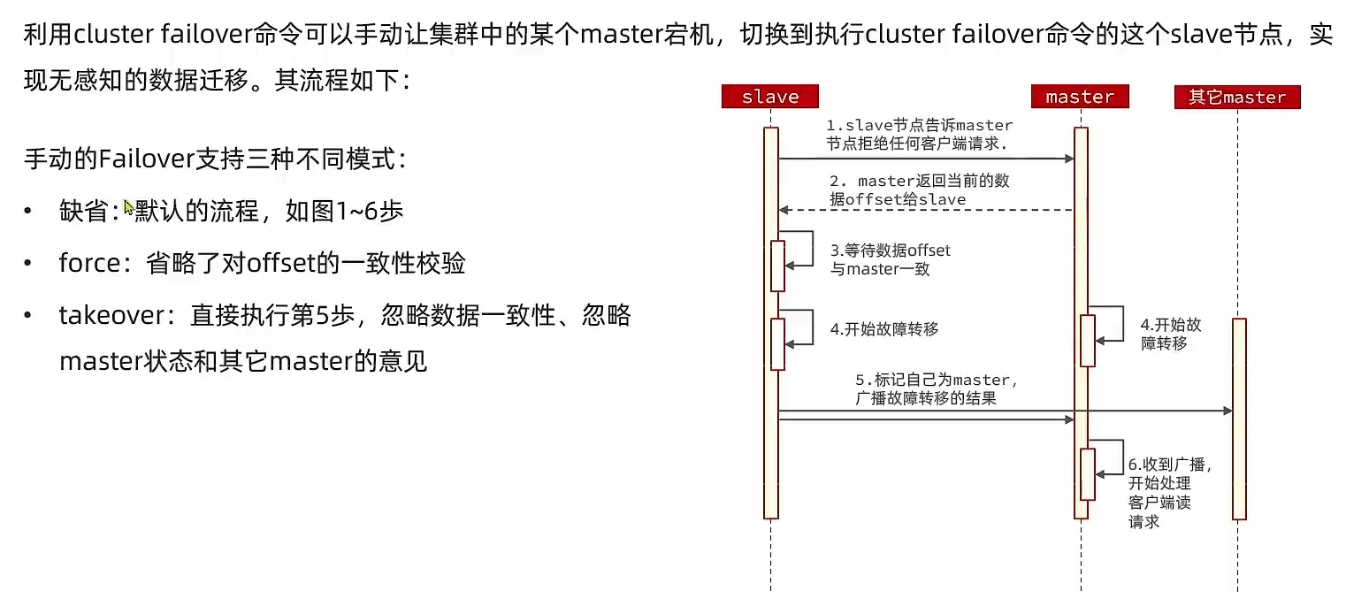 利用cluster failover命令可以手动让集群中的某个master宕机，切换到执行cluster failover命令的这个slave节点，实
现无感知的数据迁移。其流程如下：
手动的Failover支持三种不同模式：
• 缺省：默认的流程，如图1~6歩
• force：省略了对offset的一致性校验
• takeover：直接执行第5歩，忽略数据一致性、忽略
master状态和其它master的意见
slave
master
其它master
1.slave节点告诉master
节点拒绝任何客户端请求.
2. master返回当前的数
据offset给slave
3.等待数据offset
与master一致
4.开始故障转移
4.开始故
障转移
5.标记自己为master，
广播故障转移的结果
6.收到广播，
开始处理
客户端读
请求